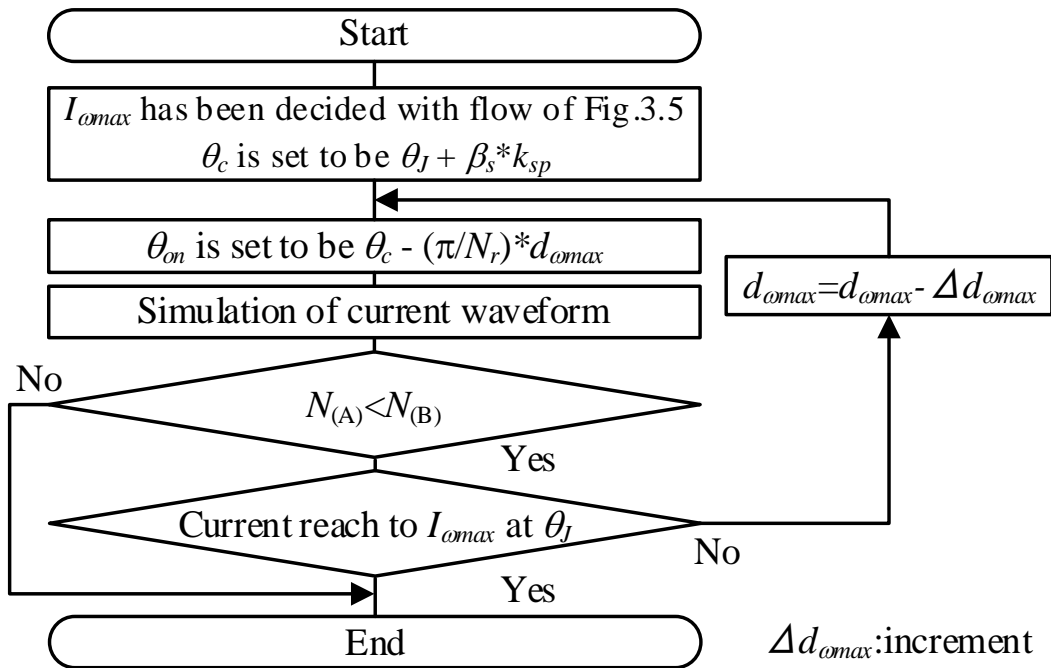 Start
I_ωmax has been decided with flow of Fig.3.5
θ_c is set to be θ_J + β_s*k_sp
θ_on is set to be θ_c - (π/N_r)*d_ωmax
d_ωmax=d_ωmax- Δd_ωmax
Simulation of current waveform
No
N_(A)<N_(B)
Yes
Current reach to I_ωmax at θ_J
No
Yes
End
Δd_ωmax:increment